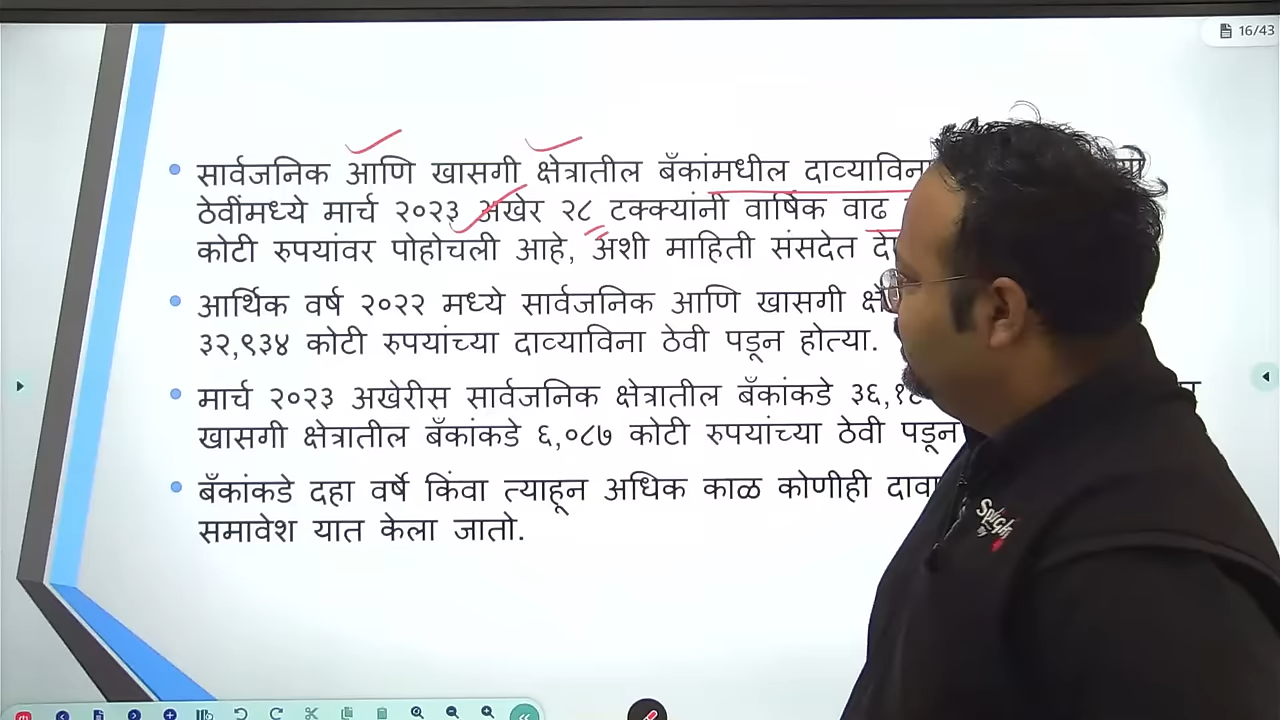 16/43
सार्वजनिक आणि खासगी क्षेत्रातील बँकांमधील दाव्याविना
ठेवींमध्ये मार्च २०२३ अखेर २८ टक्क्यांनी वार्षिक वाढ
कोटी रुपयांवर पोहोचली आहे, अशी माहिती संसदेत
आर्थिक वर्ष २०२२ मध्ये सार्वजनिक आणि खासगी
३२,९३४ कोटी रुपयांच्या दाव्याविना ठेवी पडून होत्या.
मार्च २०२३ अखेरीस सार्वजनिक क्षेत्रातील बँकांकडे
खासगी क्षेत्रातील बँकांकडे ६,०८७ कोटी रुपयांच्या ठेवी पडून
बँकांकडे दहा वर्षे किंवा त्याहून अधिक काळ कोणीही
समावेश यात केला जातो.